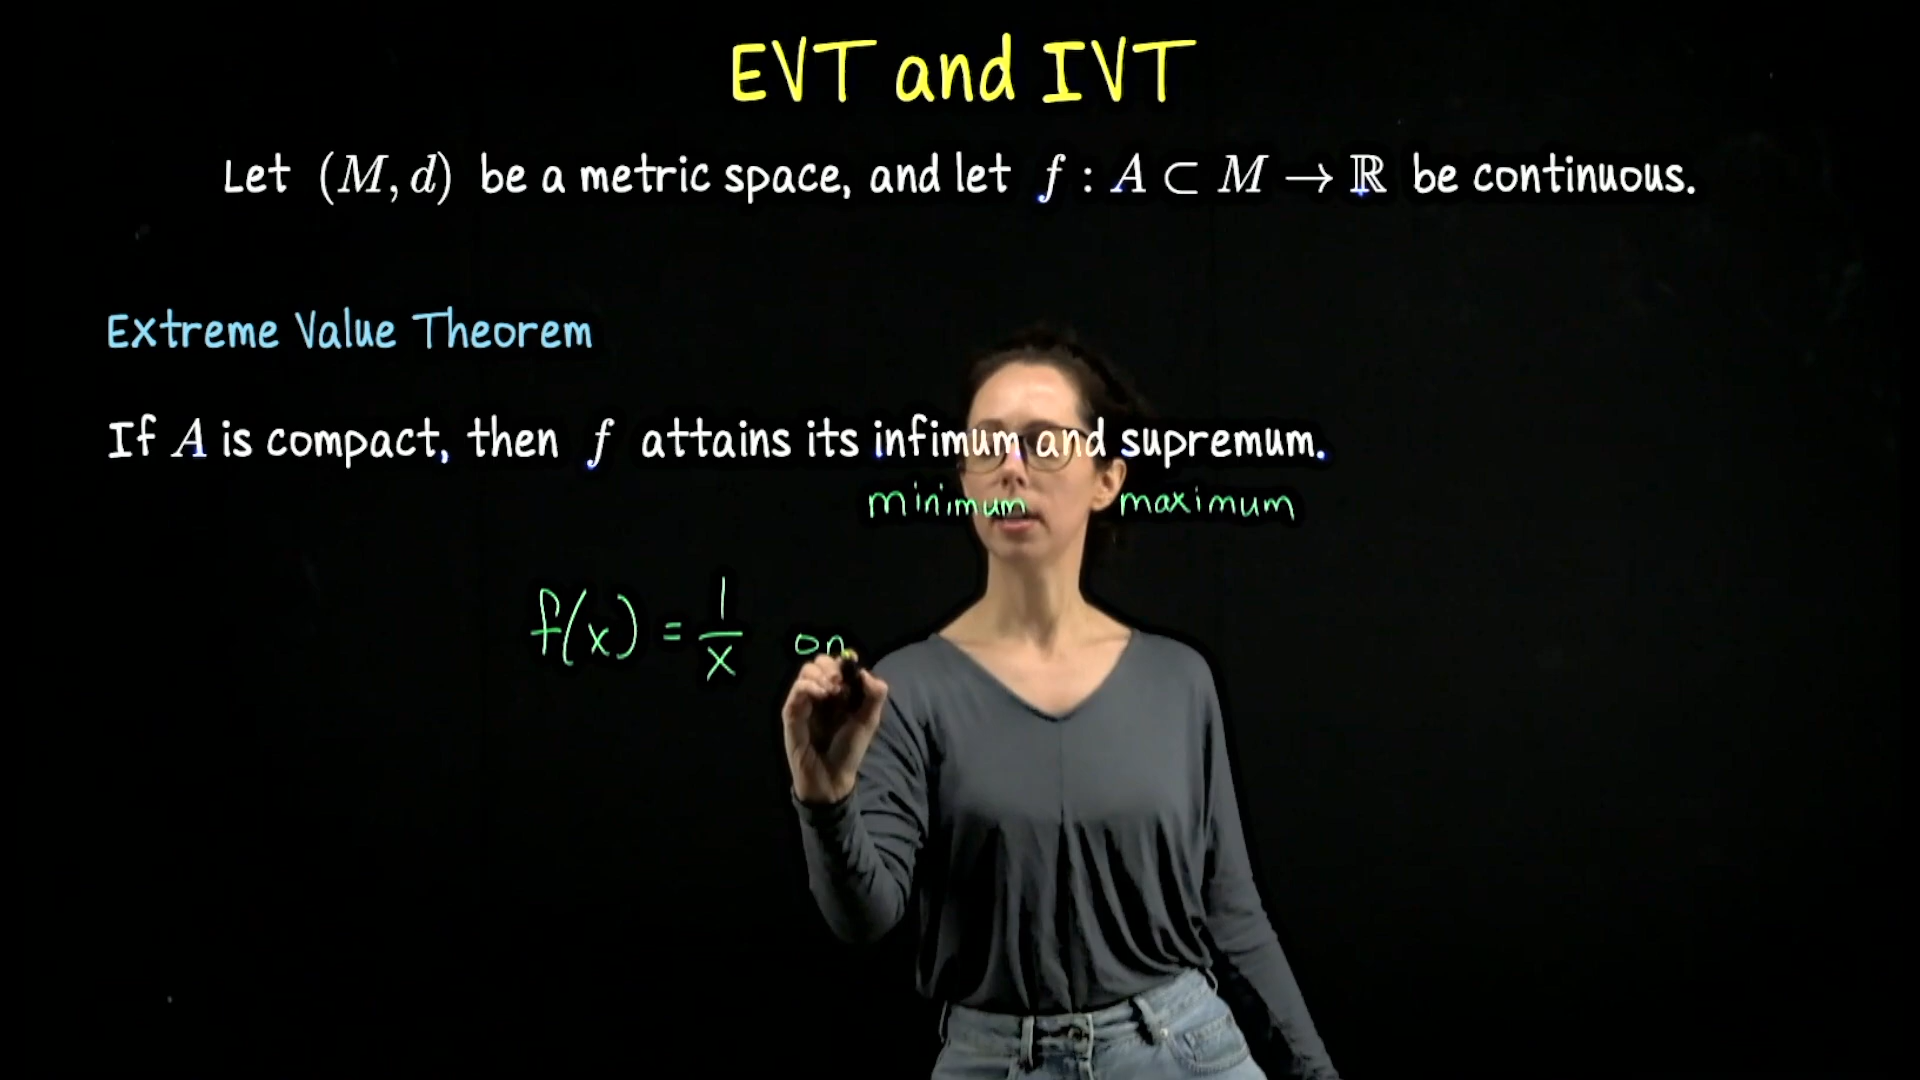 EVT and IVT
Let (M, d) be a metric space, and let f : A ⊂ M → ℝ be continuous.
Extreme Value Theorem
If A is compact, then f attains its infimum and supremum.
minimum maximum
f(x) = 1/x on